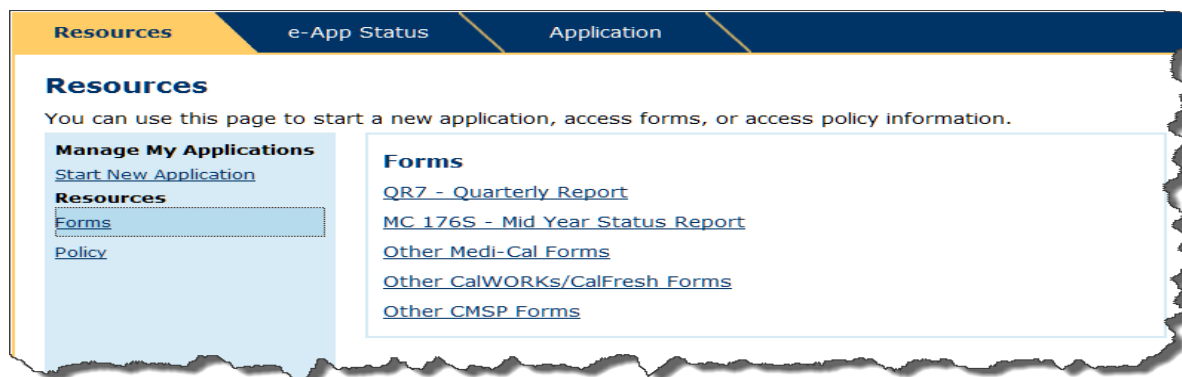 Resources e-App Status Application
Resources
You can use this page to start a new application, access forms, or access policy information.
Manage My Applications
Start New Application
Resources
Forms
Policy
Forms
QR7 - Quarterly Report
MC 176S - Mid Year Status Report
Other Medi-Cal Forms
Other CalWORKs/CalFresh Forms
Other CMSP Forms